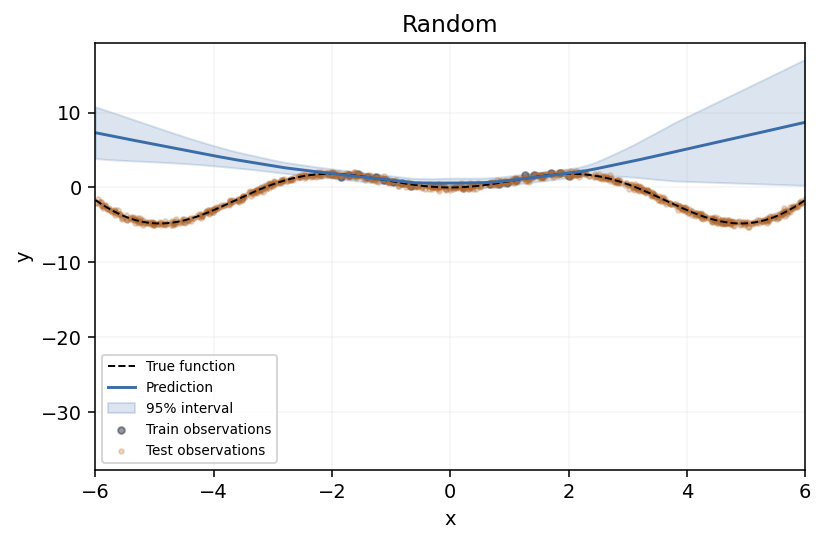 Random
10
0
−10
−20
−30
y
True function
Prediction
95% interval
Train observations
Test observations
−6 −4 −2 0 2 4 6
x